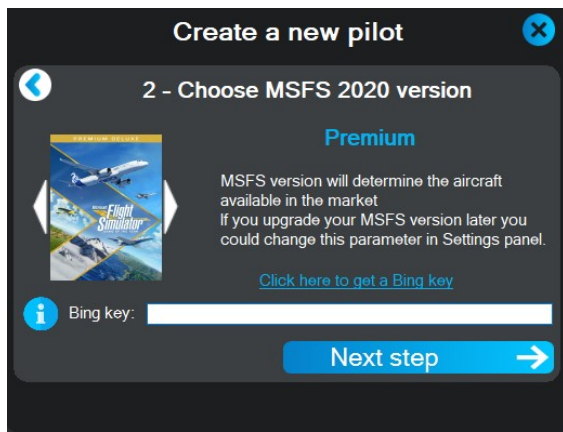 Create a new pilot
2 - Choose MSFS 2020 version
Premium
PREMIUM DELUXE
Flight
Simulator
MSFS version will determine the aircraft
available in the market
If you upgrade your MSFS version later you
could change this parameter in Settings panel.
Click here to get a Bing key
i
Bing key:
Next step